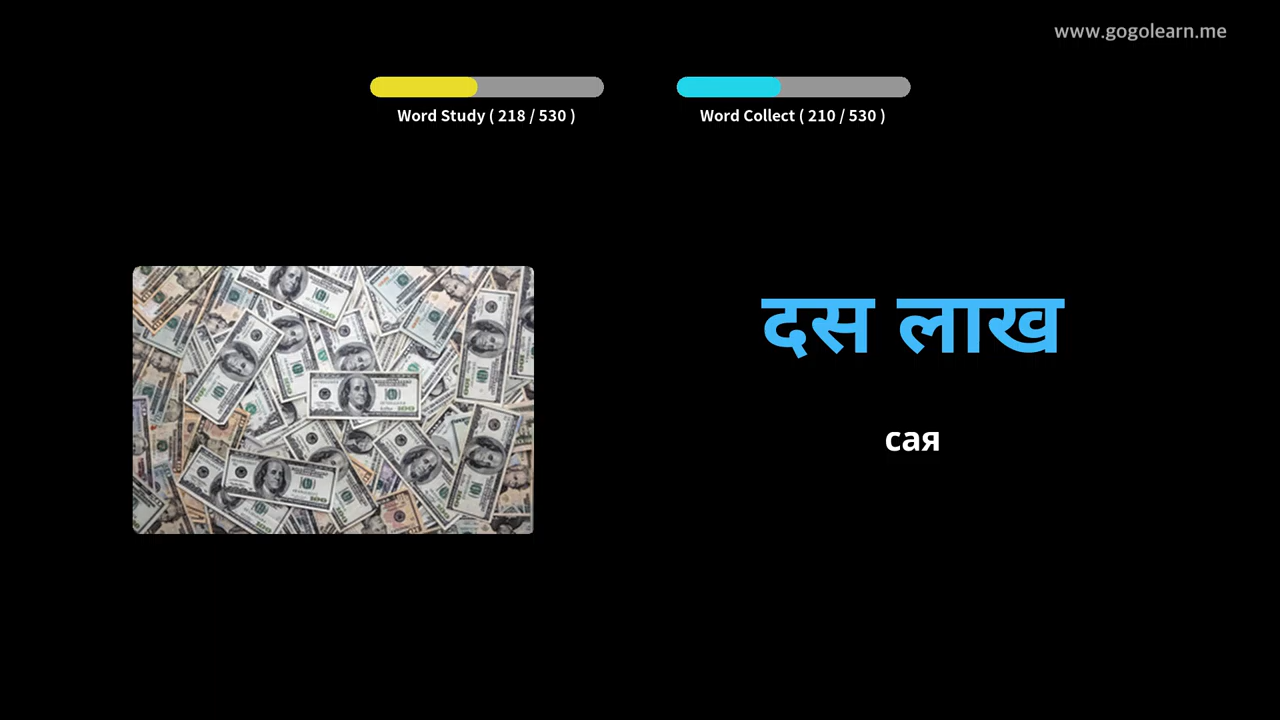 www.gogolearn.me
Word Study ( 218 / 530 )
Word Collect ( 210 / 530 )
दस लाख
сая